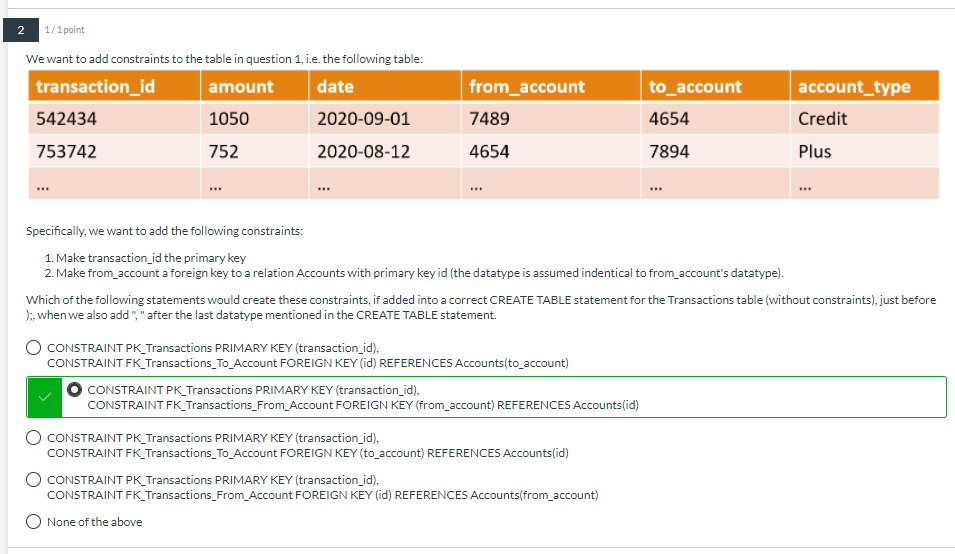 2 1 / 1 point
We want to add constraints to the table in question 1, i.e. the following table:
transaction_id amount date from_account to_account account_type
542434 1050 2020-09-01 7489 4654 Credit
753742 752 2020-08-12 4654 7894 Plus
... ... ... ... ... ...
Specifically, we want to add the following constraints:
1. Make transaction_id the primary key
2. Make from_account a foreign key to a relation Accounts with primary key id (the datatype is assumed indentical to from_account's datatype).
Which of the following statements would create these constraints, if added into a correct CREATE TABLE statement for the Transactions table (without constraints), just before
);, when we also add "," after the last datatype mentioned in the CREATE TABLE statement.
CONSTRAINT PK_Transactions PRIMARY KEY (transaction_id),
CONSTRAINT FK_Transactions_To_Account FOREIGN KEY (id) REFERENCES Accounts(to_account)
CONSTRAINT PK_Transactions PRIMARY KEY (transaction_id),
CONSTRAINT FK_Transactions_From_Account FOREIGN KEY (from_account) REFERENCES Accounts(id)
CONSTRAINT PK_Transactions PRIMARY KEY (transaction_id),
CONSTRAINT FK_Transactions_To_Account FOREIGN KEY (to_account) REFERENCES Accounts(id)
CONSTRAINT PK_Transactions PRIMARY KEY (transaction_id),
CONSTRAINT FK_Transactions_From_Account FOREIGN KEY (id) REFERENCES Accounts(from_account)
None of the above